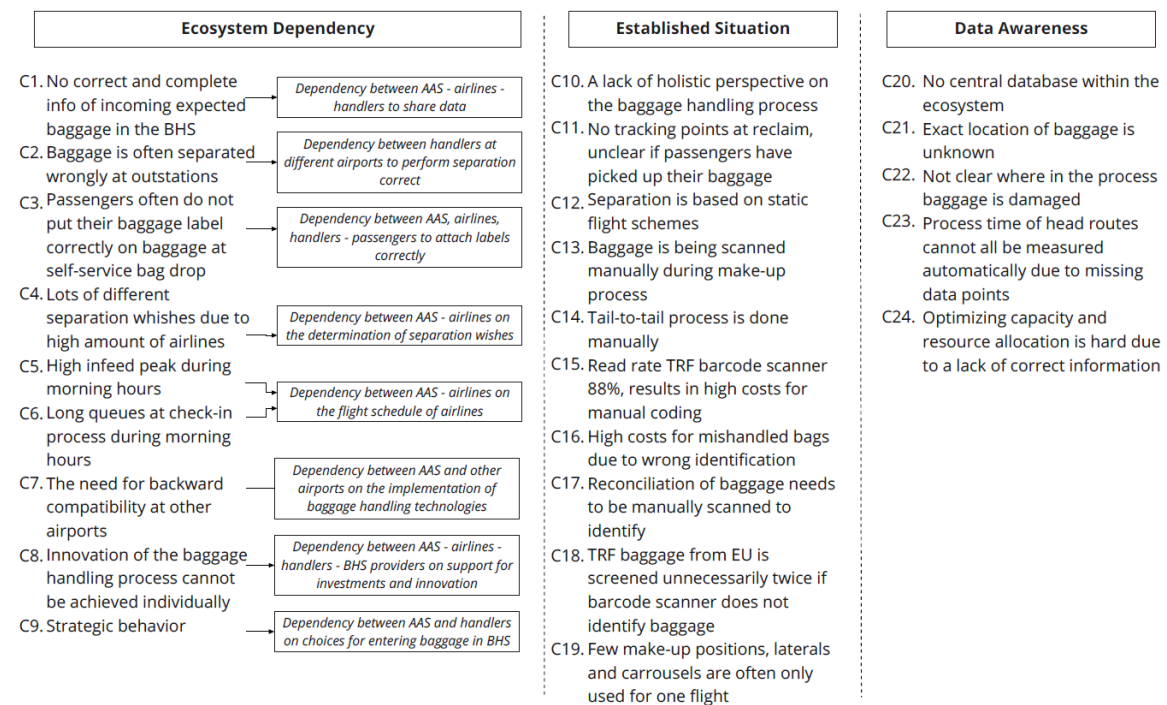 Ecosystem Dependency
C1. No correct and complete
info of incoming expected
baggage in the BHS
Dependency between AAS - airlines -
handlers to share data
C2. Baggage is often separated
wrongly at outstations
Dependency between handlers at
different airports to perform separation
correct
C3. Passengers often do not
put their baggage label
correctly on baggage at
self-service bag drop
Dependency between AAS, airlines,
handlers - passengers to attach labels
correctly
C4. Lots of different
separation whishes due to
high amount of airlines
Dependency between AAS - airlines on
the determination of separation wishes
C5. High infeed peak during
morning hours
C6. Long queues at check-in
process during morning
hours
Dependency between AAS - airlines on
the flight schedule of airlines
C7. The need for backward
compatibility at other
airports
Dependency between AAS and other
airports on the implementation of
baggage handling technologies
C8. Innovation of the baggage
handling process cannot
be achieved individually
Dependency between AAS - airlines -
handlers - BHS providers on support for
investments and innovation
C9. Strategic behavior
Dependency between AAS and handlers
on choices for entering baggage in BHS
Established Situation
C10. A lack of holistic perspective on
the baggage handling process
C11. No tracking points at reclaim,
unclear if passengers have
picked up their baggage
C12. Separation is based on static
flight schemes
C13. Baggage is being scanned
manually during make-up
process
C14. Tail-to-tail process is done
manually
C15. Read rate TRF barcode scanner
88%, results in high costs for
manual coding
C16. High costs for mishandled bags
due to wrong identification
C17. Reconciliation of baggage needs
to be manually scanned to
identify
C18. TRF baggage from EU is
screened unnecessarily twice if
barcode scanner does not
identify baggage
C19. Few make-up positions, laterals
and carrousels are often only
used for one flight
Data Awareness
C20. No central database within the
ecosystem
C21. Exact location of baggage is
unknown
C22. Not clear where in the process
baggage is damaged
C23. Process time of head routes
cannot all be measured
automatically due to missing
data points
C24. Optimizing capacity and
resource allocation is hard due
to a lack of correct information